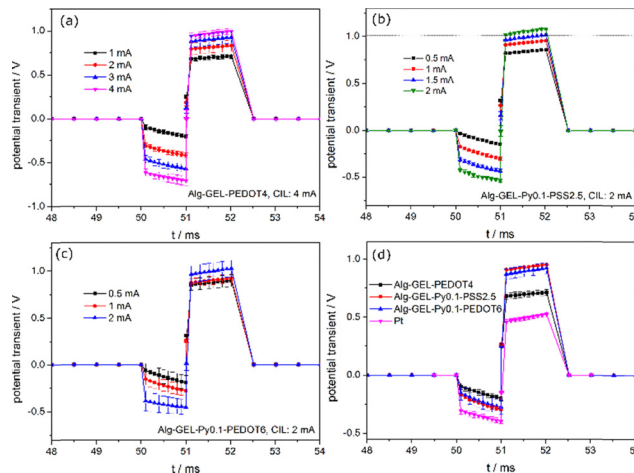 (a)
1 mA
2 mA
3 mA
4 mA
potential transient / V
1.0
0.5
0.0
-0.5
-1.0
Alg-GEL-PEDOT4, CIL: 4 mA
48 49 50 51 52 53 54
t / ms
(b)
0.5 mA
1 mA
1.5 mA
2 mA
potential transient / V
1.0
0.5
0.0
-0.5
Alg-GEL-Py0.1-PSS2.5, CIL: 2 mA
48 49 50 51 52 53 54
t / ms
(c)
0.5 mA
1 mA
2 mA
potential transient / V
1.0
0.5
0.0
-0.5
Alg-GEL-Py0.1-PEDOT6, CIL: 2 mA
48 49 50 51 52 53 54
t / ms
(d)
Alg-GEL-PEDOT4
Alg-GEL-Py0.1-PSS2.5
Alg-GEL-Py0.1-PEDOT6
Pt
potential transient / V
1.0
0.5
0.0
-0.5
48 49 50 51 52 53 54
t / ms